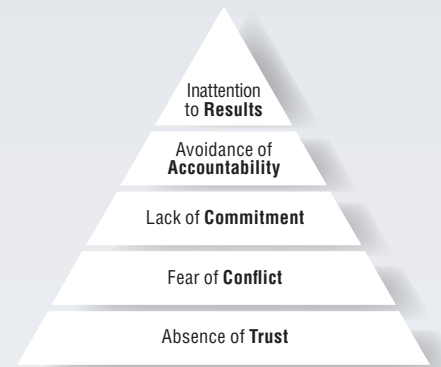 Inattention
to Results
Avoidance of
Accountability
Lack of Commitment
Fear of Conflict
Absence of Trust